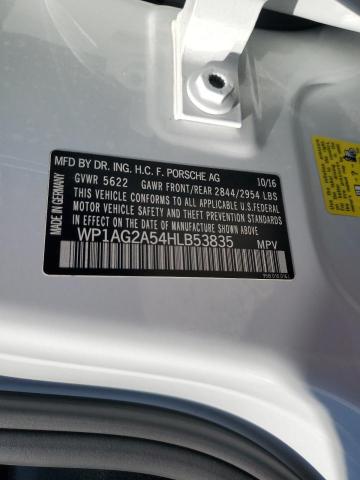 MFD BY DR. ING. H.C. F. PORSCHE AG 10/16
GVWR 5622 GAWR FRONT/REAR 2844/2954 LBS
THIS VEHICLE CONFORMS TO ALL APPLICABLE U.S. FEDERAL
MOTOR VEHICLE SAFETY, BUMPER, AND THEFT PREVENTION
STANDARDS IN EFFECT ON THE DATE OF MANUFACTURE SHOWN ABOVE.
WP1AG2A54HLB53835 MPV
MADE IN GERMANY